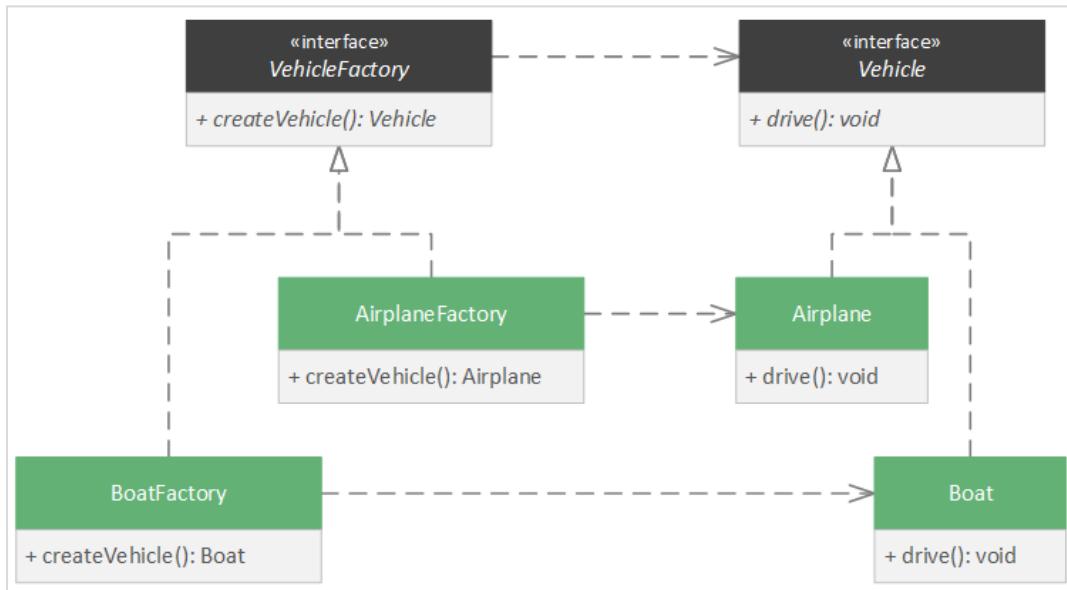 «interface»
VehicleFactory
+ createVehicle(): Vehicle
«interface»
Vehicle
+ drive(): void
AirplaneFactory
+ createVehicle(): Airplane
Airplane
+ drive(): void
BoatFactory
+ createVehicle(): Boat
Boat
+ drive(): void